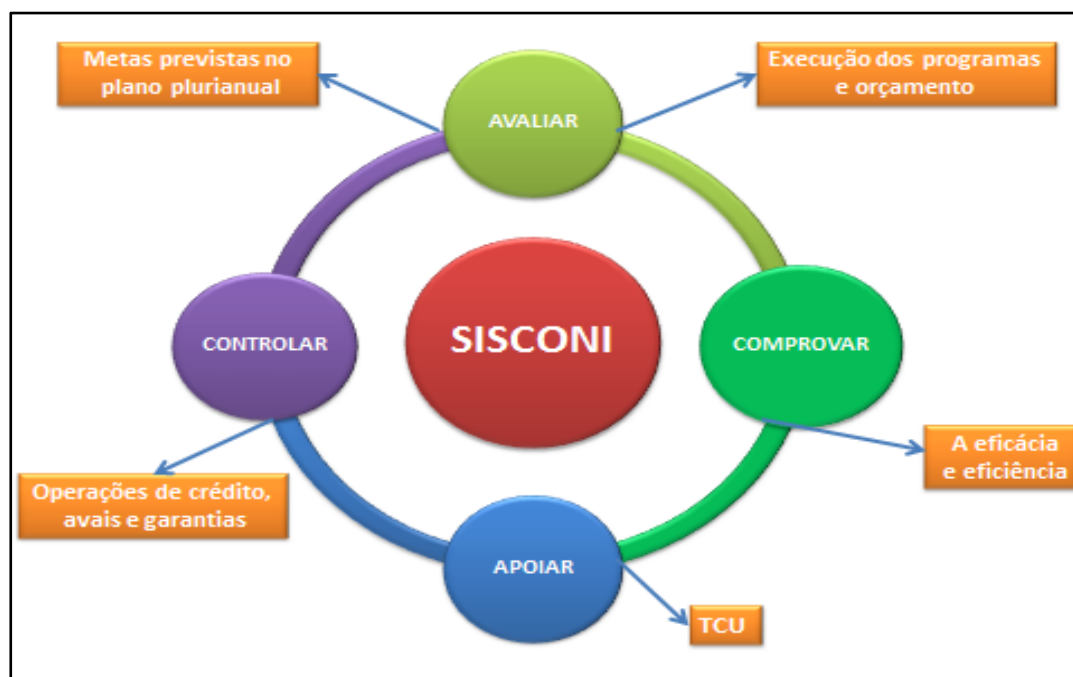 Metas previstas no
plano plurianual
AVALIAR
Execução dos programas
e orçamento
CONTROLAR
SISCONI
COMPROVAR
Operações de crédito,
avais e garantias
A eficácia
e eficiência
APOIAR
TCU